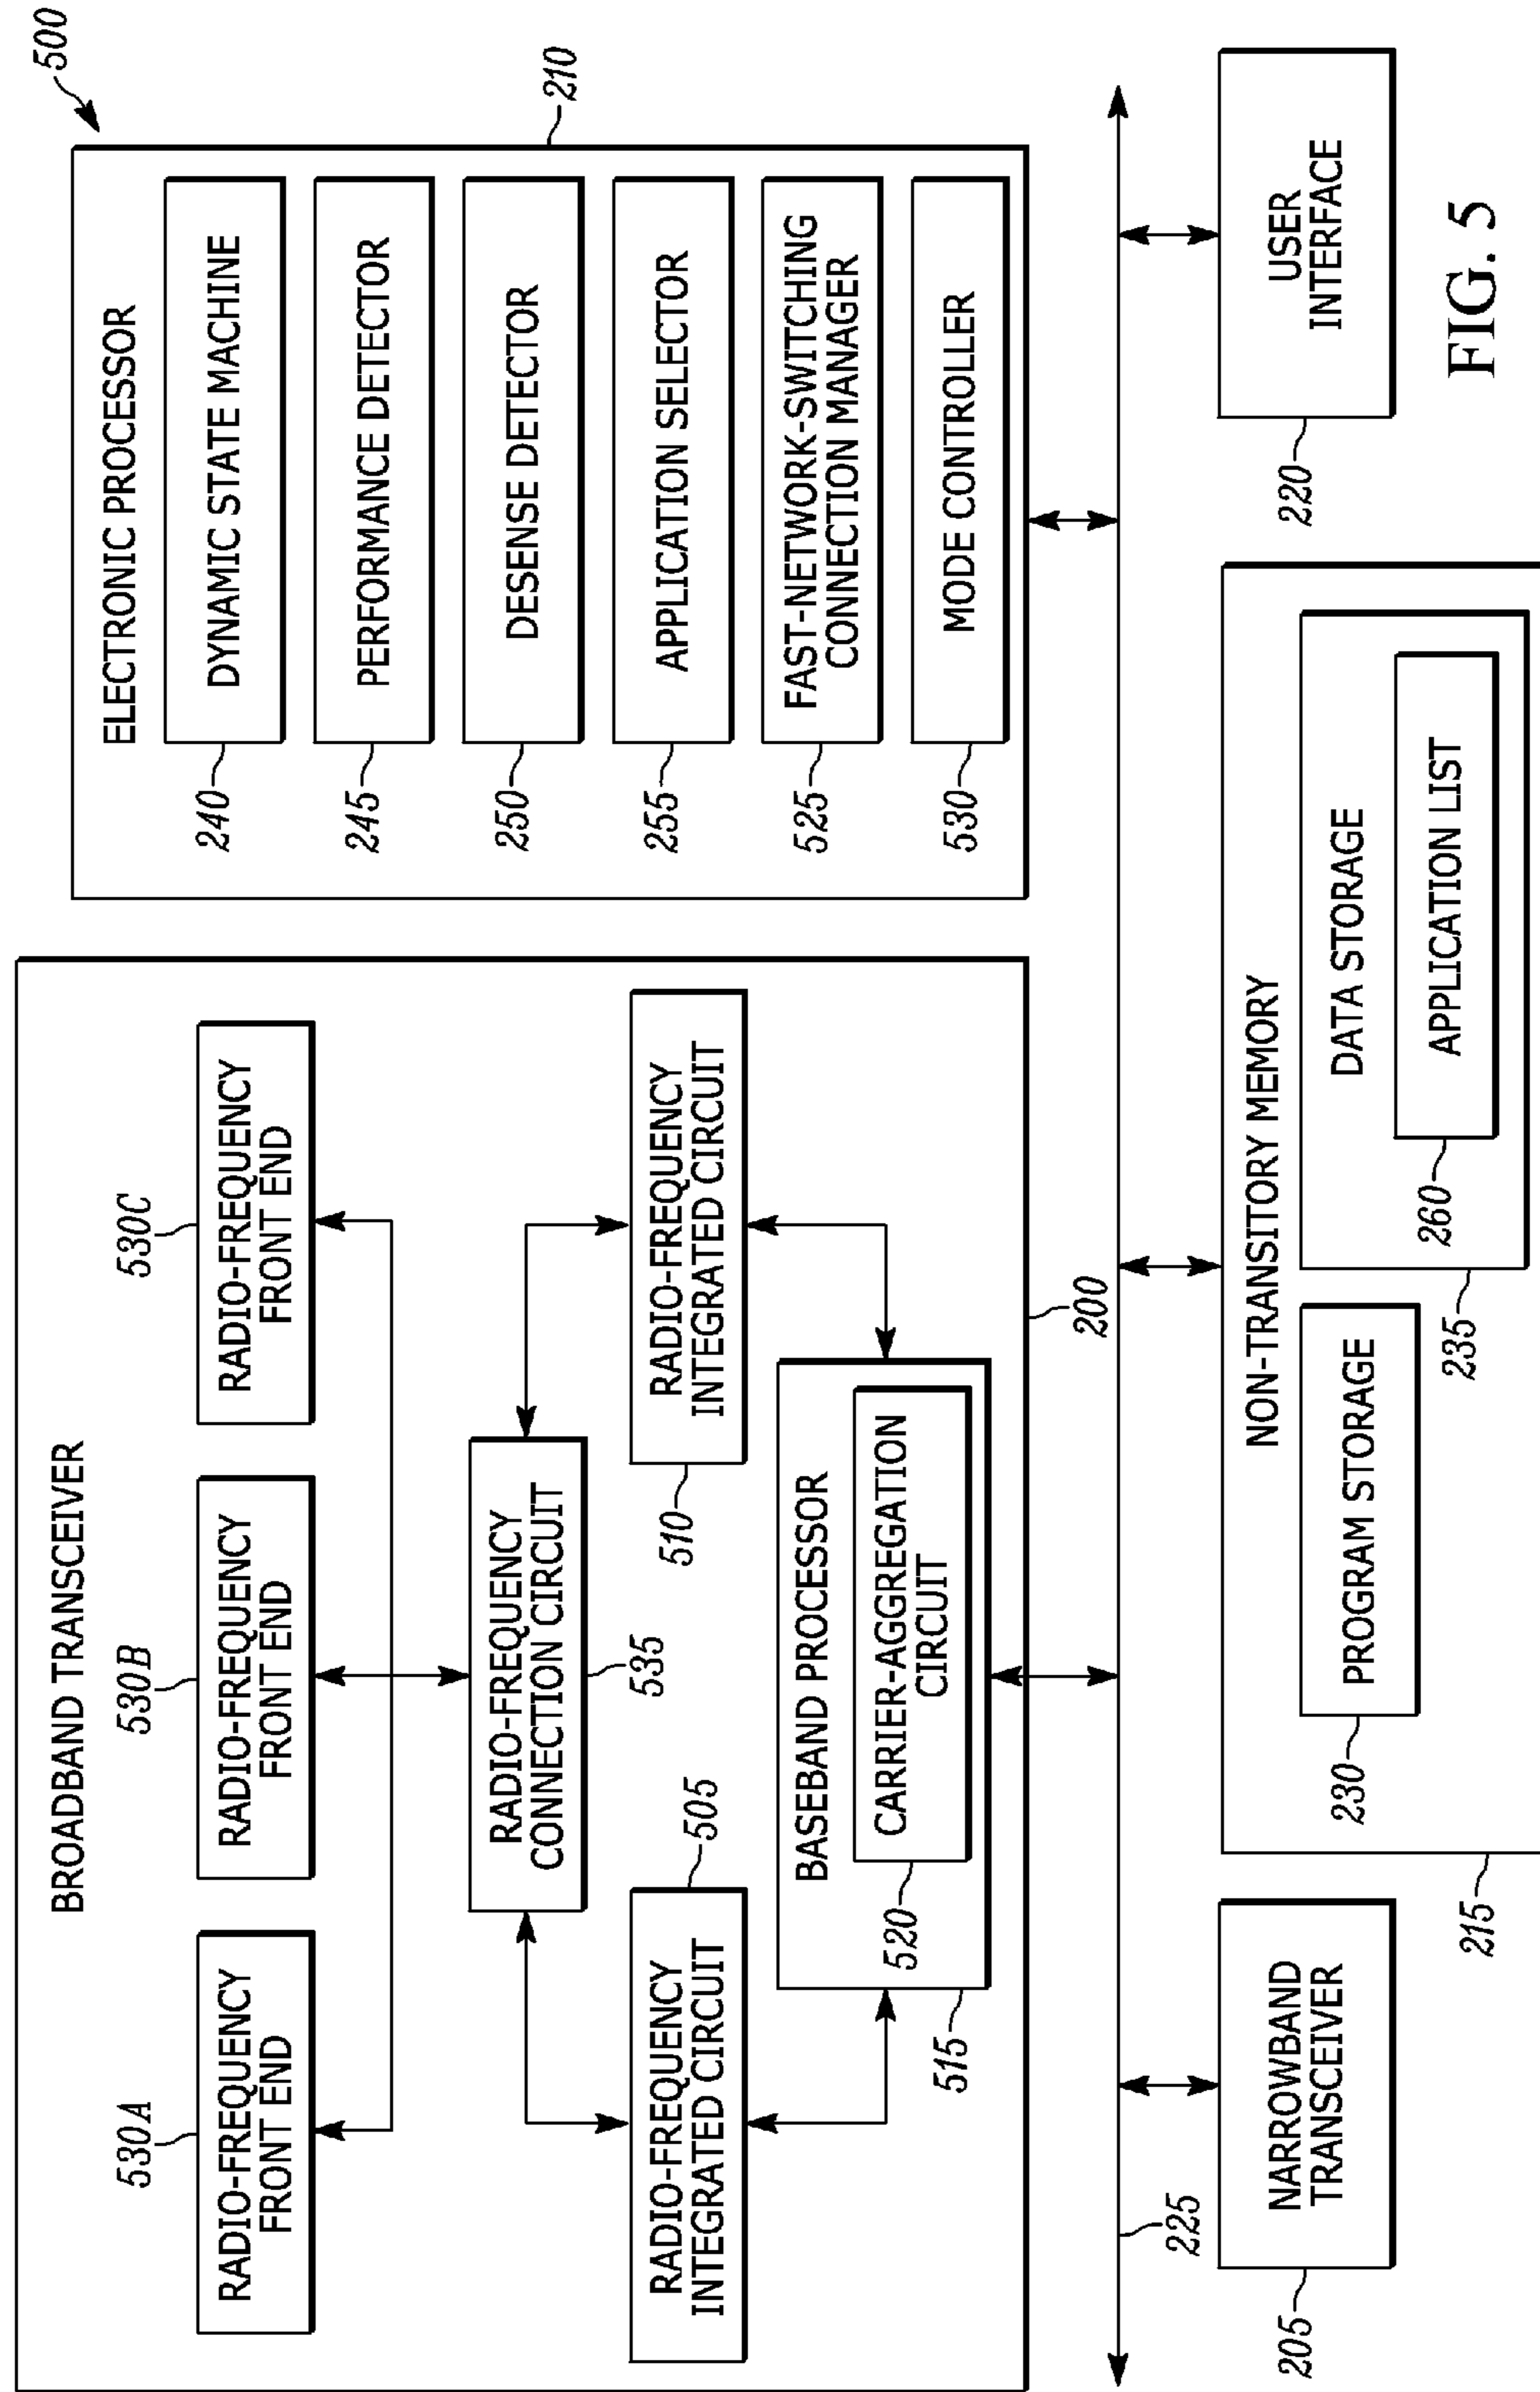 500
BROADBAND TRANSCEIVER
530A
530B
530C
RADIO-FREQUENCY
FRONT END
RADIO-FREQUENCY
FRONT END
RADIO-FREQUENCY
FRONT END
RADIO-FREQUENCY
CONNECTION CIRCUIT
535
505
510
RADIO-FREQUENCY
INTEGRATED CIRCUIT
RADIO-FREQUENCY
INTEGRATED CIRCUIT
BASEBAND PROCESSOR
CARRIER-AGGREGATION
CIRCUIT
520
515
200
ELECTRONIC PROCESSOR
210
240
DYNAMIC STATE MACHINE
245
PERFORMANCE DETECTOR
250
DESENSE DETECTOR
255
APPLICATION SELECTOR
525
FAST-NETWORK-SWITCHING
CONNECTION MANAGER
530
MODE CONTROLLER
225
205
NARROWBAND
TRANSCEIVER
215
NON-TRANSITORY MEMORY
230
PROGRAM STORAGE
235
DATA STORAGE
260
APPLICATION LIST
220
USER
INTERFACE
FIG. 5